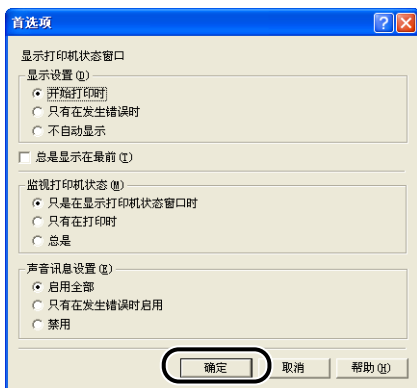 首选项
显示打印机状态窗口
显示设置(D)
开始打印时
只有在发生错误时
不自动显示
总是显示在最前(T)
监视打印机状态(M)
只是在显示打印机状态窗口时
只有在打印时
总是
声音讯息设置(E)
启用全部
只有在发生错误时启用
禁用
确定 取消 帮助(H)